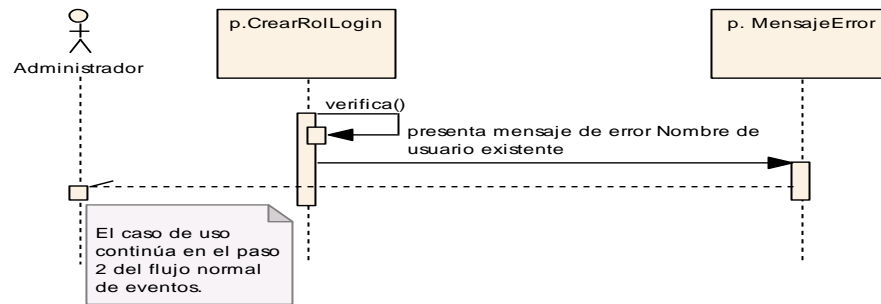 p.CrearRolLogin
p. MensajeError
Administrador
verifica()
presenta mensaje de error Nombre de
usuario existente
El caso de uso
continúa en el paso
2 del flujo normal
de eventos.